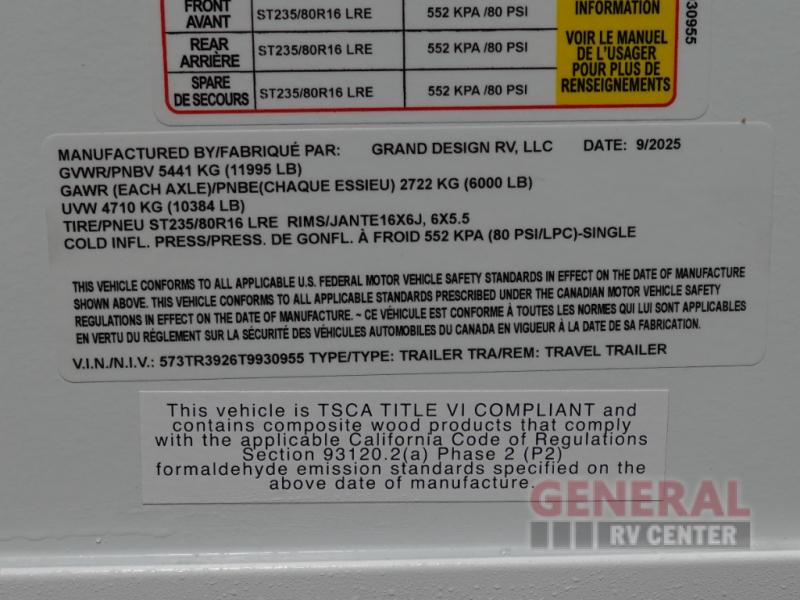 FRONT
AVANT
ST235/80R16 LRE
552 KPA /80 PSI
REAR
ARRIÈRE
ST235/80R16 LRE
552 KPA /80 PSI
SPARE
DE SECOURS
ST235/80R16 LRE
552 KPA /80 PSI
INFORMATION
VOIR LE MANUEL
DE L'USAGER
POUR PLUS DE
RENSEIGNEMENTS
30955
MANUFACTURED BY/FABRIQUÉ PAR: GRAND DESIGN RV, LLC DATE: 9/2025
GVWR/PNBV 5441 KG (11995 LB)
GAWR (EACH AXLE)/PNBE(CHAQUE ESSIEU) 2722 KG (6000 LB)
UVW 4710 KG (10384 LB)
TIRE/PNEU ST235/80R16 LRE RIMS/JANTE16X6J, 6X5.5
COLD INFL. PRESS/PRESS. DE GONFL. À FROID 552 KPA (80 PSI/LPC)-SINGLE
THIS VEHICLE CONFORMS TO ALL APPLICABLE U.S. FEDERAL MOTOR VEHICLE SAFETY STANDARDS IN EFFECT ON THE DATE OF MANUFACTURE
SHOWN ABOVE. THIS VEHICLE CONFORMS TO ALL APPLICABLE STANDARDS PRESCRIBED UNDER THE CANADIAN MOTOR VEHICLE SAFETY
REGULATIONS IN EFFECT ON THE DATE OF MANUFACTURE. ~ CE VÉHICULE EST CONFORME À TOUTES LES NORMES QUI LUI SONT APPLICABLES
EN VERTU DU RÈGLEMENT SUR LA SÉCURITÉ DES VÉHICULES AUTOMOBILES DU CANADA EN VIGUEUR À LA DATE DE SA FABRICATION.
V.I.N./N.I.V.: 573TR3926T9930955 TYPE/TYPE: TRAILER TRA/REM: TRAVEL TRAILER
This vehicle is TSCA TITLE VI COMPLIANT and
contains composite wood products that comply
with the applicable California Code of Regulations
Section 93120.2(a) Phase 2 (P2)
formaldehyde emission standards specified on the
above date of manufacture.
GENERAL
RV CENTER